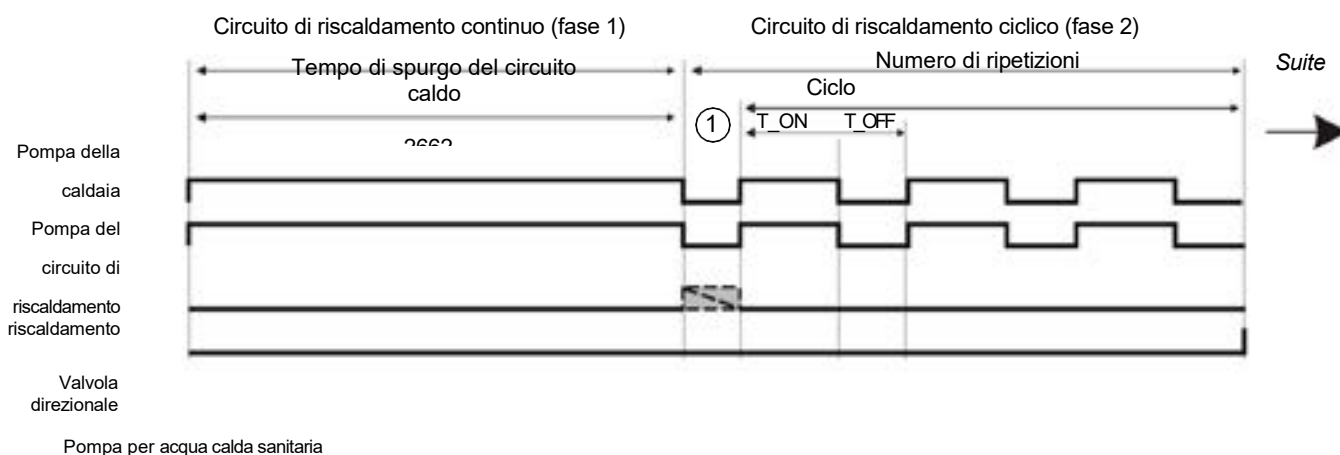 Circuito di riscaldamento continuo (fase 1)
Circuito di riscaldamento ciclico (fase 2)
Tempo di spurgo del circuito
caldo
Numero di ripetizioni
Suite
Ciclo
1
T_ON
T_OFF
Pompa della
caldaia
Pompa del
circuito di
riscaldamento
riscaldamento
Valvola
direzionale
Pompa per acqua calda sanitaria